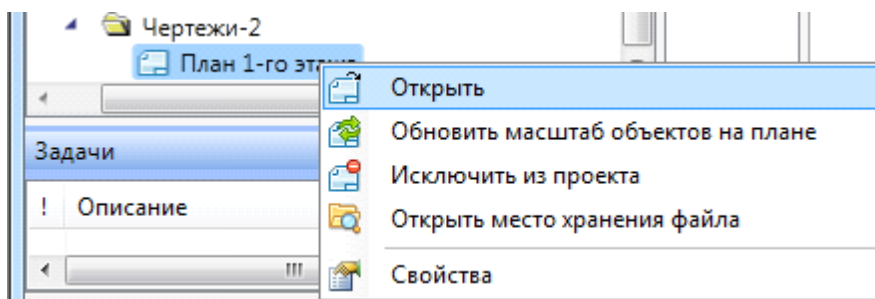 Чертежи-2
План 1-го этажа
Открыть
Обновить масштаб объектов на плане
Задачи
Исключить из проекта
! Описание
Открыть место хранения файла
Свойства